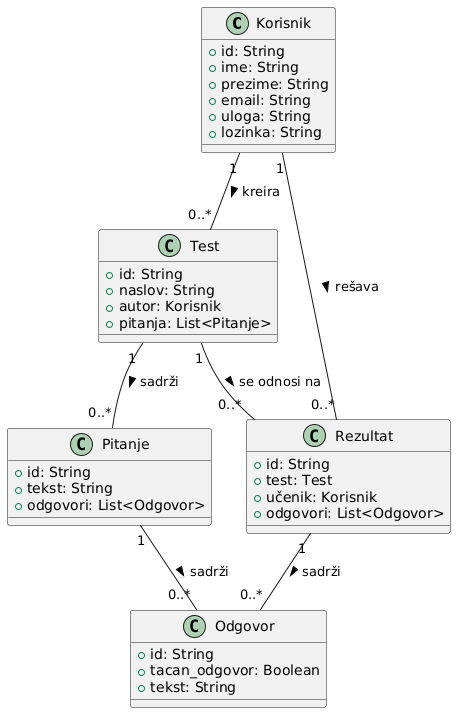 C Korisnik
id: String
ime: String
prezime: String
email: String
uloga: String
lozinka: String
1 1
kreira
0..*
C Test
id: String
naslov: String
autor: Korisnik
pitanja: List<Pitanje>
rešava
1 1
sadrži se odnosi na
0..* 0..* 0..*
C Pitanje
id: String
tekst: String
odgovori: List<Odgovor>
C Rezultat
id: String
test: Test
učenik: Korisnik
odgovori: List<Odgovor>
1 1
sadrži sadrži
0..* 0..*
C Odgovor
id: String
tacan_odgovor: Boolean
tekst: String